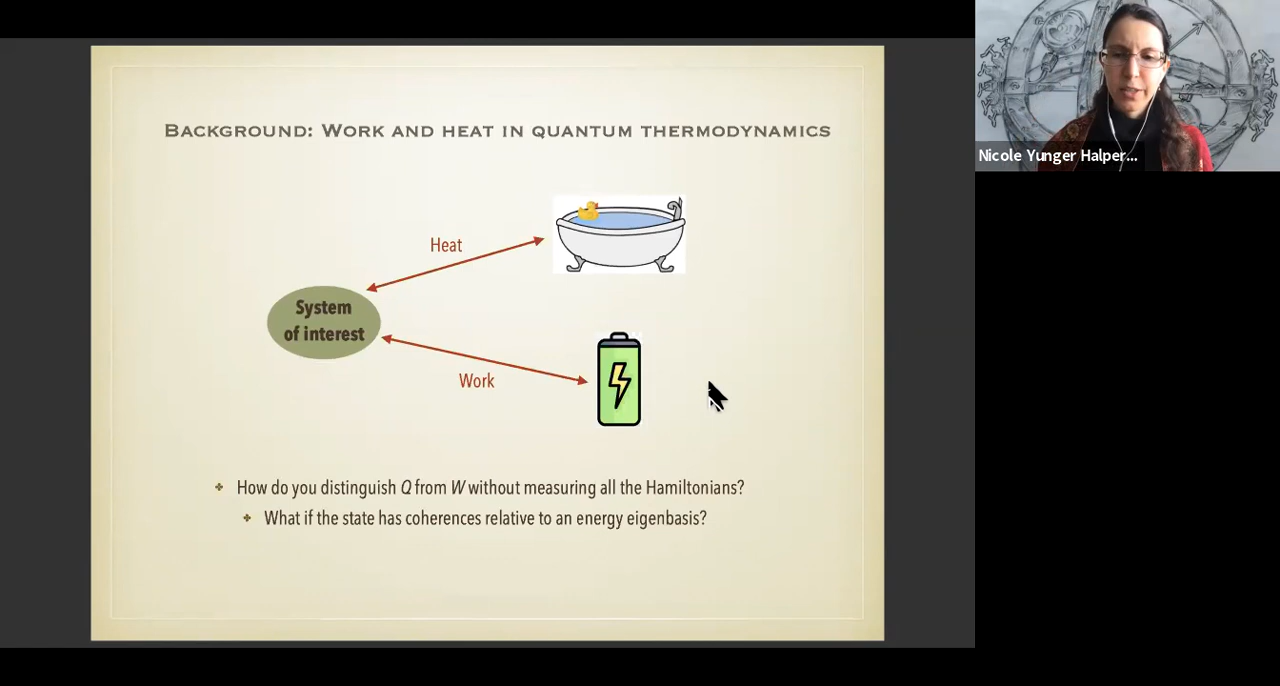 Background: Work and heat in quantum thermodynamics
Heat
System
of interest
Work
How do you distinguish Q from W without measuring all the Hamiltonians?
What if the state has coherences relative to an energy eigenbasis?
Nicole Yunger Halper...